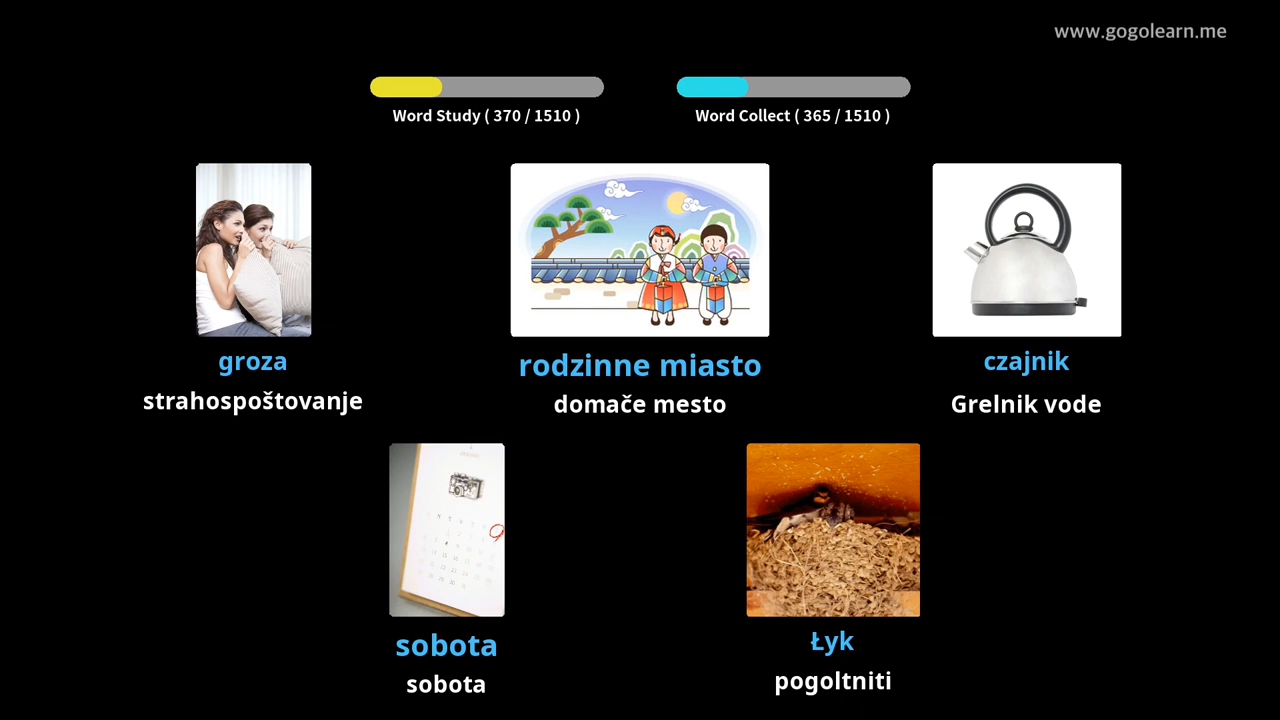 www.gogolearn.me
Word Study ( 370 / 1510 )
Word Collect ( 365 / 1510 )
groza
strahospoštovanje
rodzinne miasto
domače mesto
czajnik
Grelnik vode
sobota
sobota
Łyk
pogoltniti